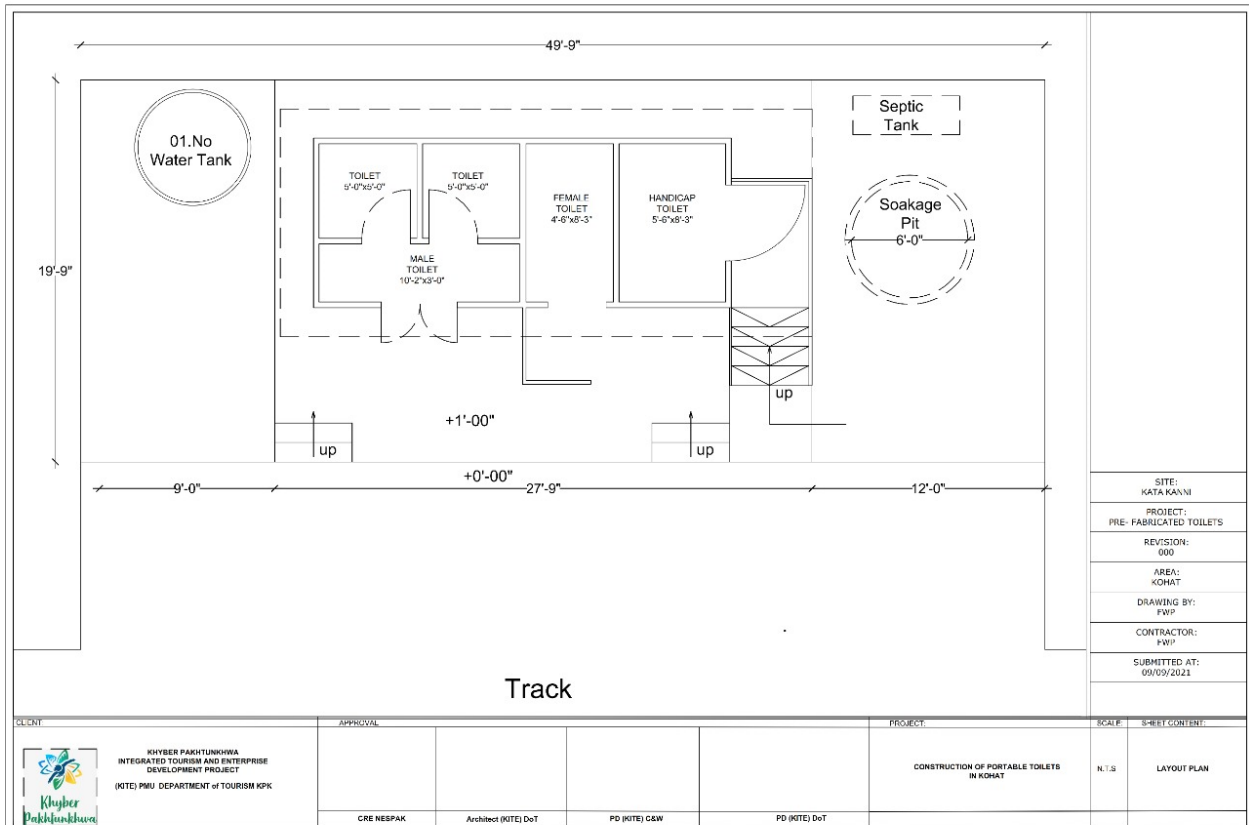 49'-9"
01.No
Water Tank
Septic
Tank
TOILET
5'-0"x5'-0"
TOILET
5'-0"x5'-0"
FEMALE
TOILET
4'-6"x8'-3"
HANDICAP
TOILET
5'-6"x8'-3"
Soakage
Pit
6'-0"
MALE
TOILET
10'-2"x3'-0"
19'-9"
up
+1'-00"
up
up
+0'-00"
9'-0"
27'-9"
12'-0"
Track
SITE:
KATA KANNI
PROJECT:
PRE- FABRICATED TOILETS
REVISION:
000
AREA:
KOHAT
DRAWING BY:
FWP
CONTRACTOR:
FWP
SUBMITTED AT:
09/09/2021
CLIENT:
Khyber
Pakhtunkhwa
KHYBER PAKHTUNKHWA
INTEGRATED TOURISM AND ENTERPRISE
DEVELOPMENT PROJECT
(KITE) PMU DEPARTMENT of TOURISM KPK
APPROVAL
CRE NESPAK
Architect (KITE) DoT
PD (KITE) C&W
PD (KITE) DoT
PROJECT:
CONSTRUCTION OF PORTABLE TOILETS
IN KOHAT
SCALE:
N.T.S
SHEET CONTENT:
LAYOUT PLAN